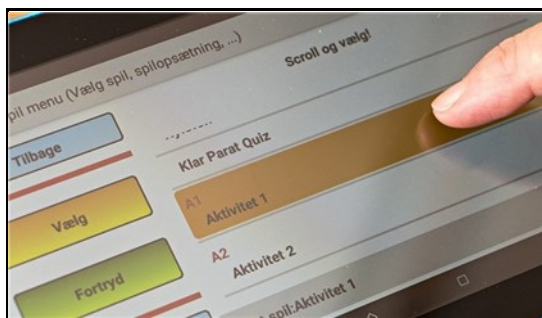 pil menu (Vælg spil, spilopsætning, ...)
Scroll og vælg!
Tilbage
Klar Parat Quiz
Vælg
A1
Aktivitet 1
Fortryd
A2
Aktivitet 2
spil:Aktivitet 1